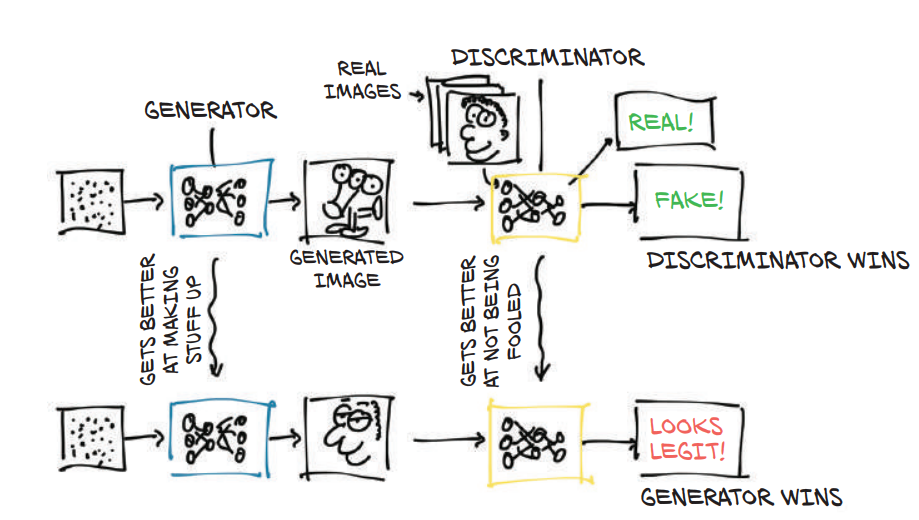 DISCRIMINATOR
REAL
IMAGES
GENERATOR
REAL!
FAKE!
GENERATED
IMAGE
DISCRIMINATOR WINS
GETS BETTER
AT MAKING
STUFF UP
GETS BETTER
AT NOT BEING
FOOLED
LOOKS
LEGIT!
GENERATOR WINS